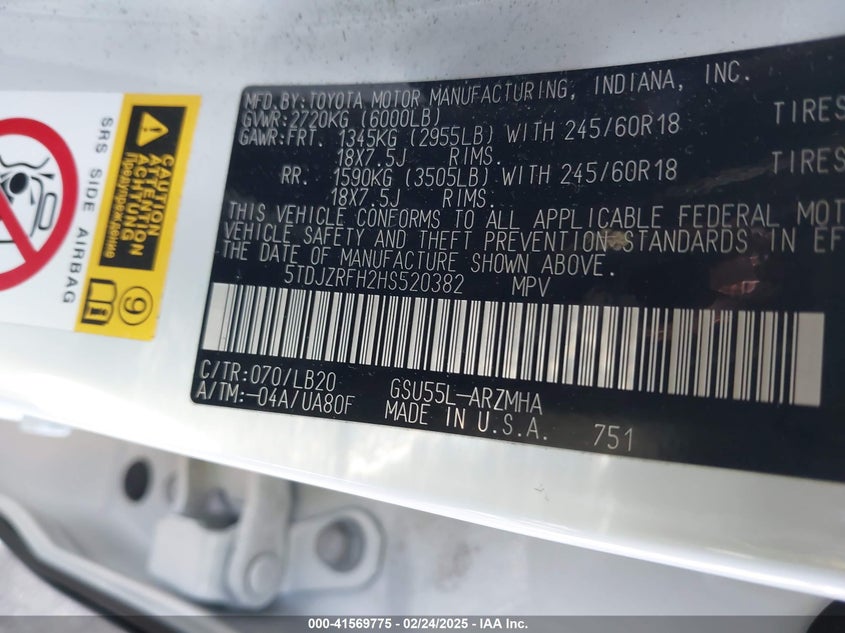 MFD.BY:TOYOTA MOTOR MANUFACTURING, INDIANA, INC.
GVWR:2720KG (6000LB)
GAWR:FRT. 1345KG (2955LB) WITH 245/60R18 TIRES
18X7.5J RIMS.
RR. 1590KG (3505LB) WITH 245/60R18 TIRES
18X7.5J RIMS.
THIS VEHICLE CONFORMS TO ALL APPLICABLE FEDERAL MOT
VEHICLE SAFETY AND THEFT PREVENTION STANDARDS IN EF
THE DATE OF MANUFACTURE SHOWN ABOVE.
5TDJZRFH2HS520382 MPV
C/TR:070/LB20 GSU55L-ARZMHA
A/TM:-04A/UA80F MADE IN U.S.A. 751
SRS SIDE AIRBAG
CAUTION
ATTENTION
ACHTUNG
Предупреждение
9
000-41569775 - 02/24/2025 - IAA Inc.